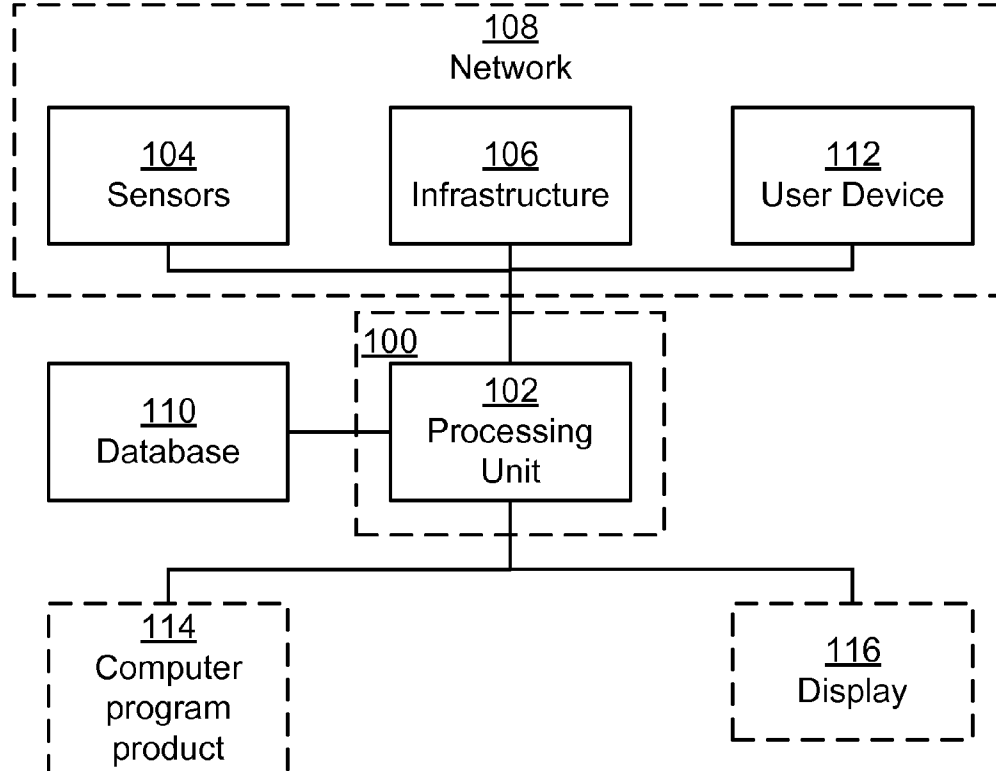 108
Network
104
Sensors
106
Infrastructure
112
User Device
100
110
Database
102
Processing
Unit
114
Computer
program
product
116
Display